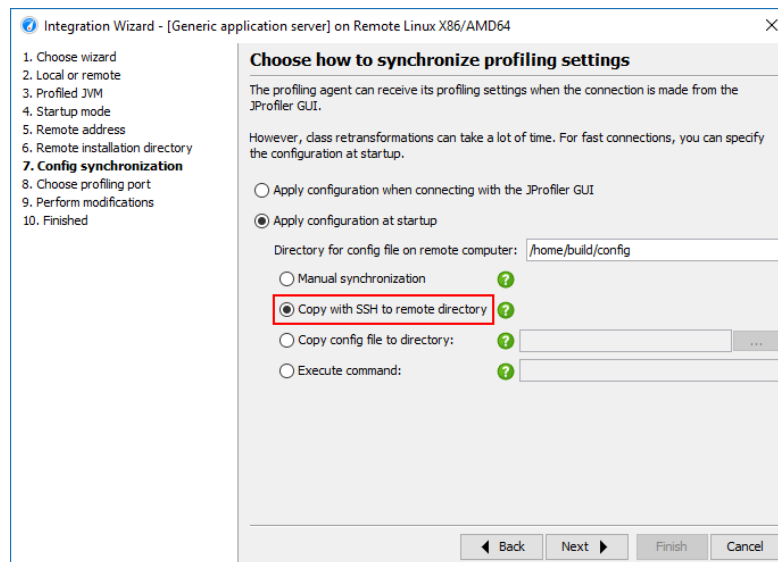 Integration Wizard - [Generic application server] on Remote Linux X86/AMD64
1. Choose wizard
2. Local or remote
3. Profiled JVM
4. Startup mode
5. Remote address
6. Remote installation directory
7. Config synchronization
8. Choose profiling port
9. Perform modifications
10. Finished
Choose how to synchronize profiling settings
The profiling agent can receive its profiling settings when the connection is made from the
JProfiler GUI.
However, class retransformations can take a lot of time. For fast connections, you can specify
the configuration at startup.
Apply configuration when connecting with the JProfiler GUI
Apply configuration at startup
Directory for config file on remote computer: /home/build/config
Manual synchronization ?
Copy with SSH to remote directory ?
Copy config file to directory: ? ...
Execute command: ?
Back Next Finish Cancel